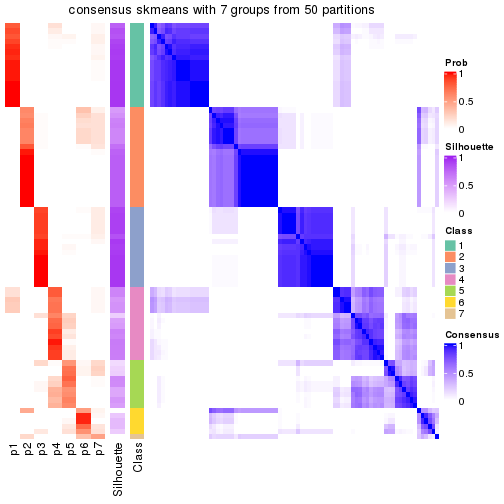 consensus skmeans with 7 groups from 50 partitions
Prob
1
0.5
0
Silhouette
1
0.5
0
Class
1
2
3
4
5
6
7
Consensus
1
0.5
0
p1
p2
p3
p4
p5
p6
p7
Silhouette
Class